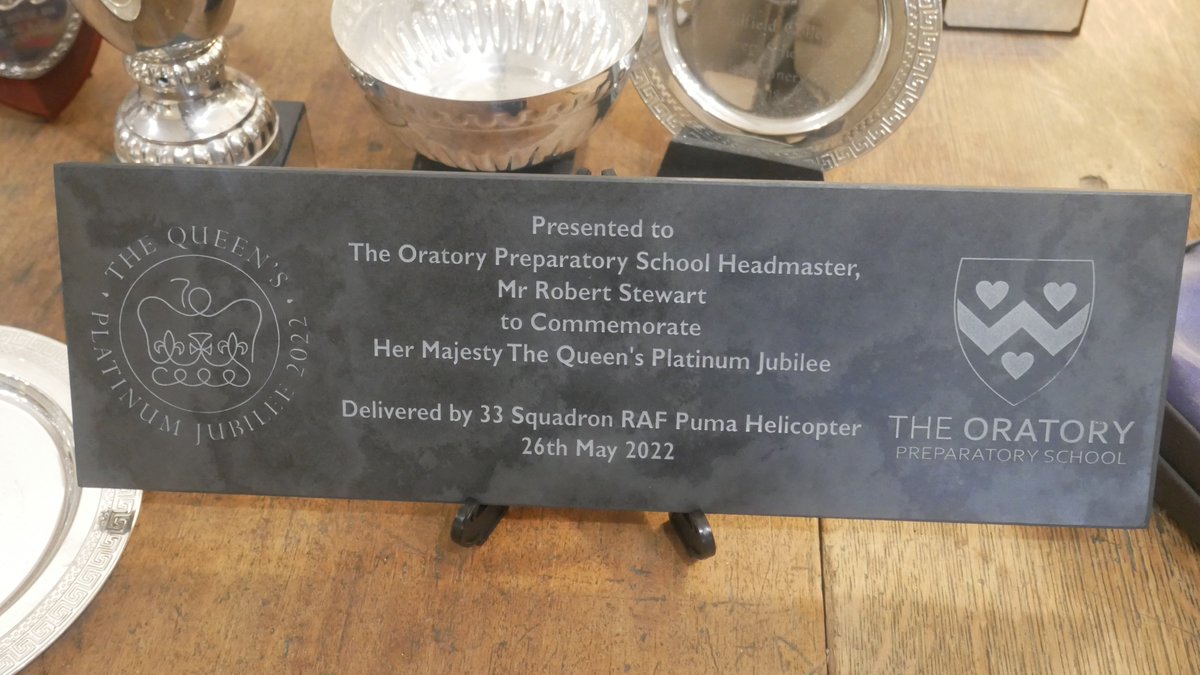 THE QUEEN'S
PLATINUM JUBILEE 2022
70
Presented to
The Oratory Preparatory School Headmaster,
Mr Robert Stewart
to Commemorate
Her Majesty The Queen's Platinum Jubilee
Delivered by 33 Squadron RAF Puma Helicopter
26th May 2022
THE ORATORY
PREPARATORY SCHOOL